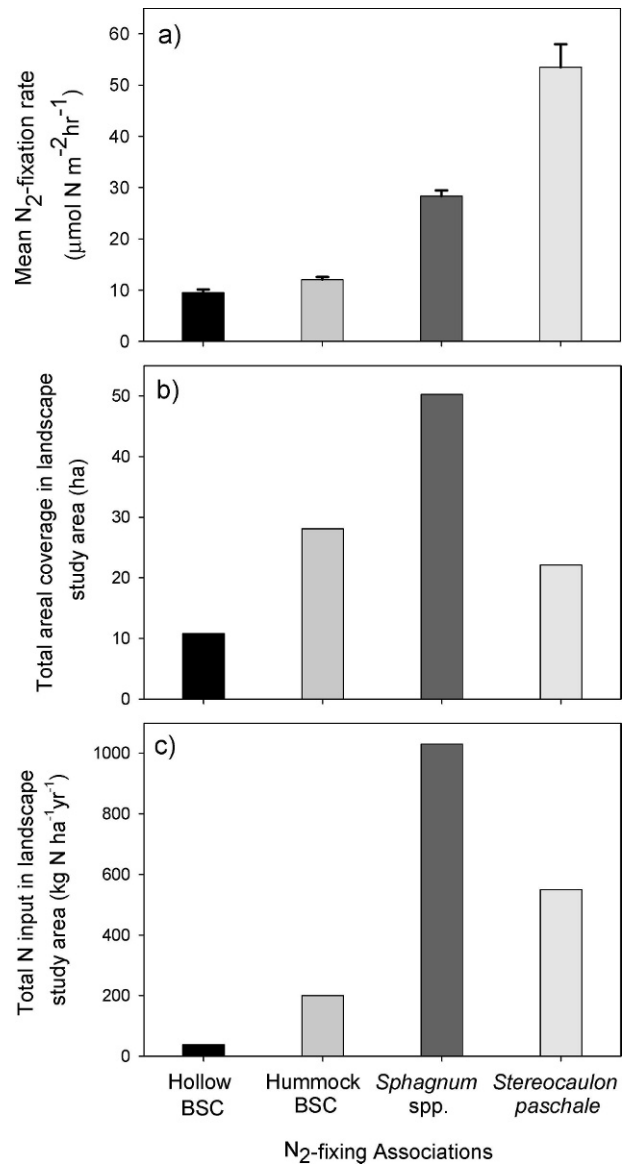 a)
Mean N2-fixation rate
(μmol N m-2hr-1)
60
50
40
30
20
10
0
b)
Total areal coverage in landscape
study area (ha)
50
40
30
20
10
0
c)
Total N input in landscape
study area (kg N ha-1yr-1)
1000
800
600
400
200
0
Hollow
BSC
Hummock
BSC
Sphagnum
spp.
Stereocaulon
paschale
N2-fixing Associations